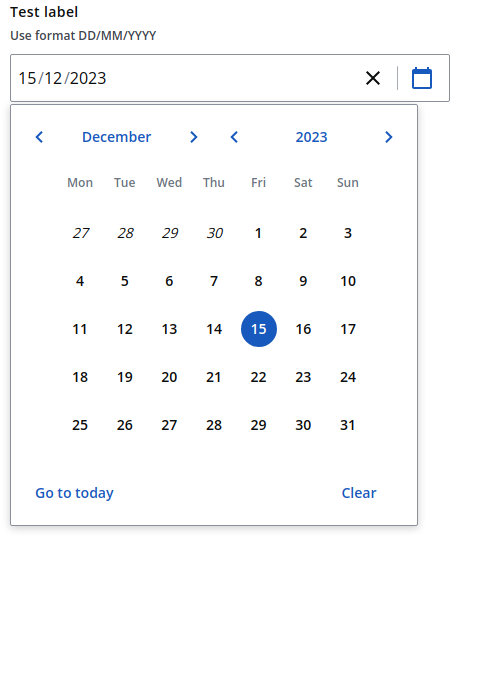 Test label
Use format DD/MM/YYYY
15/12/2023
December 2023
Mon Tue Wed Thu Fri Sat Sun
27 28 29 30 1 2 3
4 5 6 7 8 9 10
11 12 13 14 15 16 17
18 19 20 21 22 23 24
25 26 27 28 29 30 31
Go to today Clear